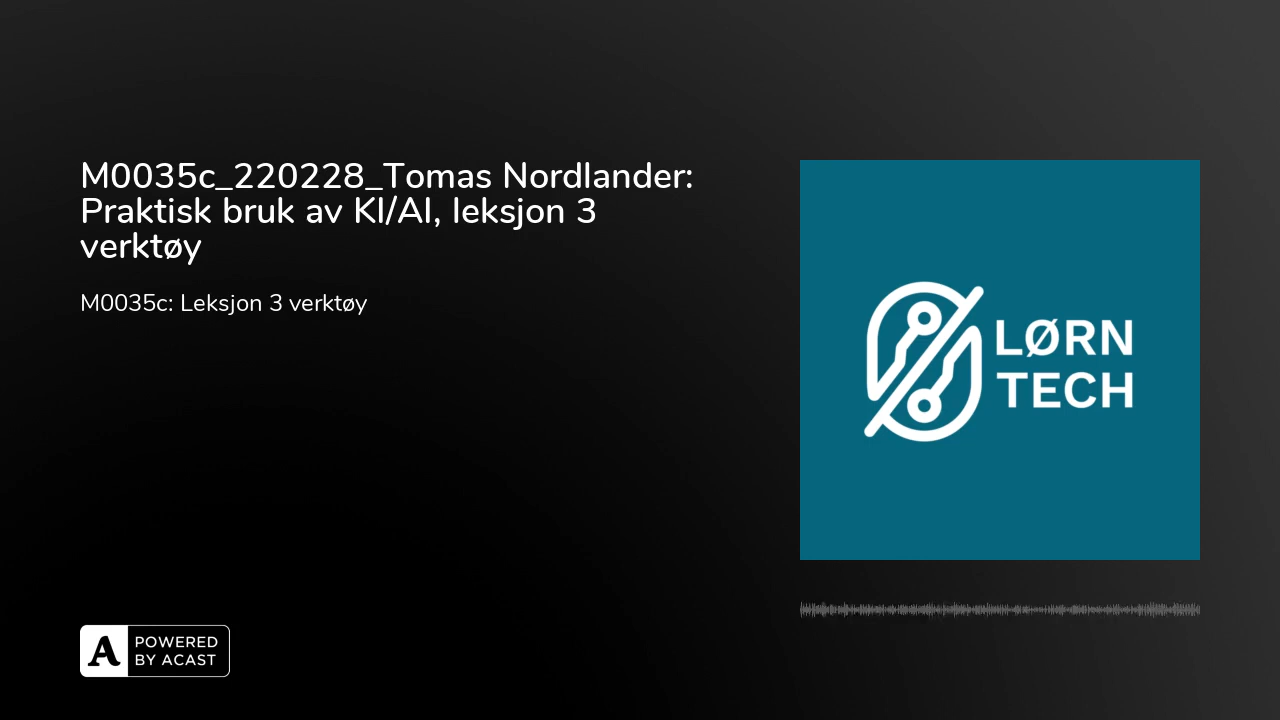 M0035c_220228_Tomas Nordlander:
Praktisk bruk av KI/AI, leksjon 3
verktøy
M0035c: Leksjon 3 verktøy
LØRN
TECH
A POWERED
BY ACAST